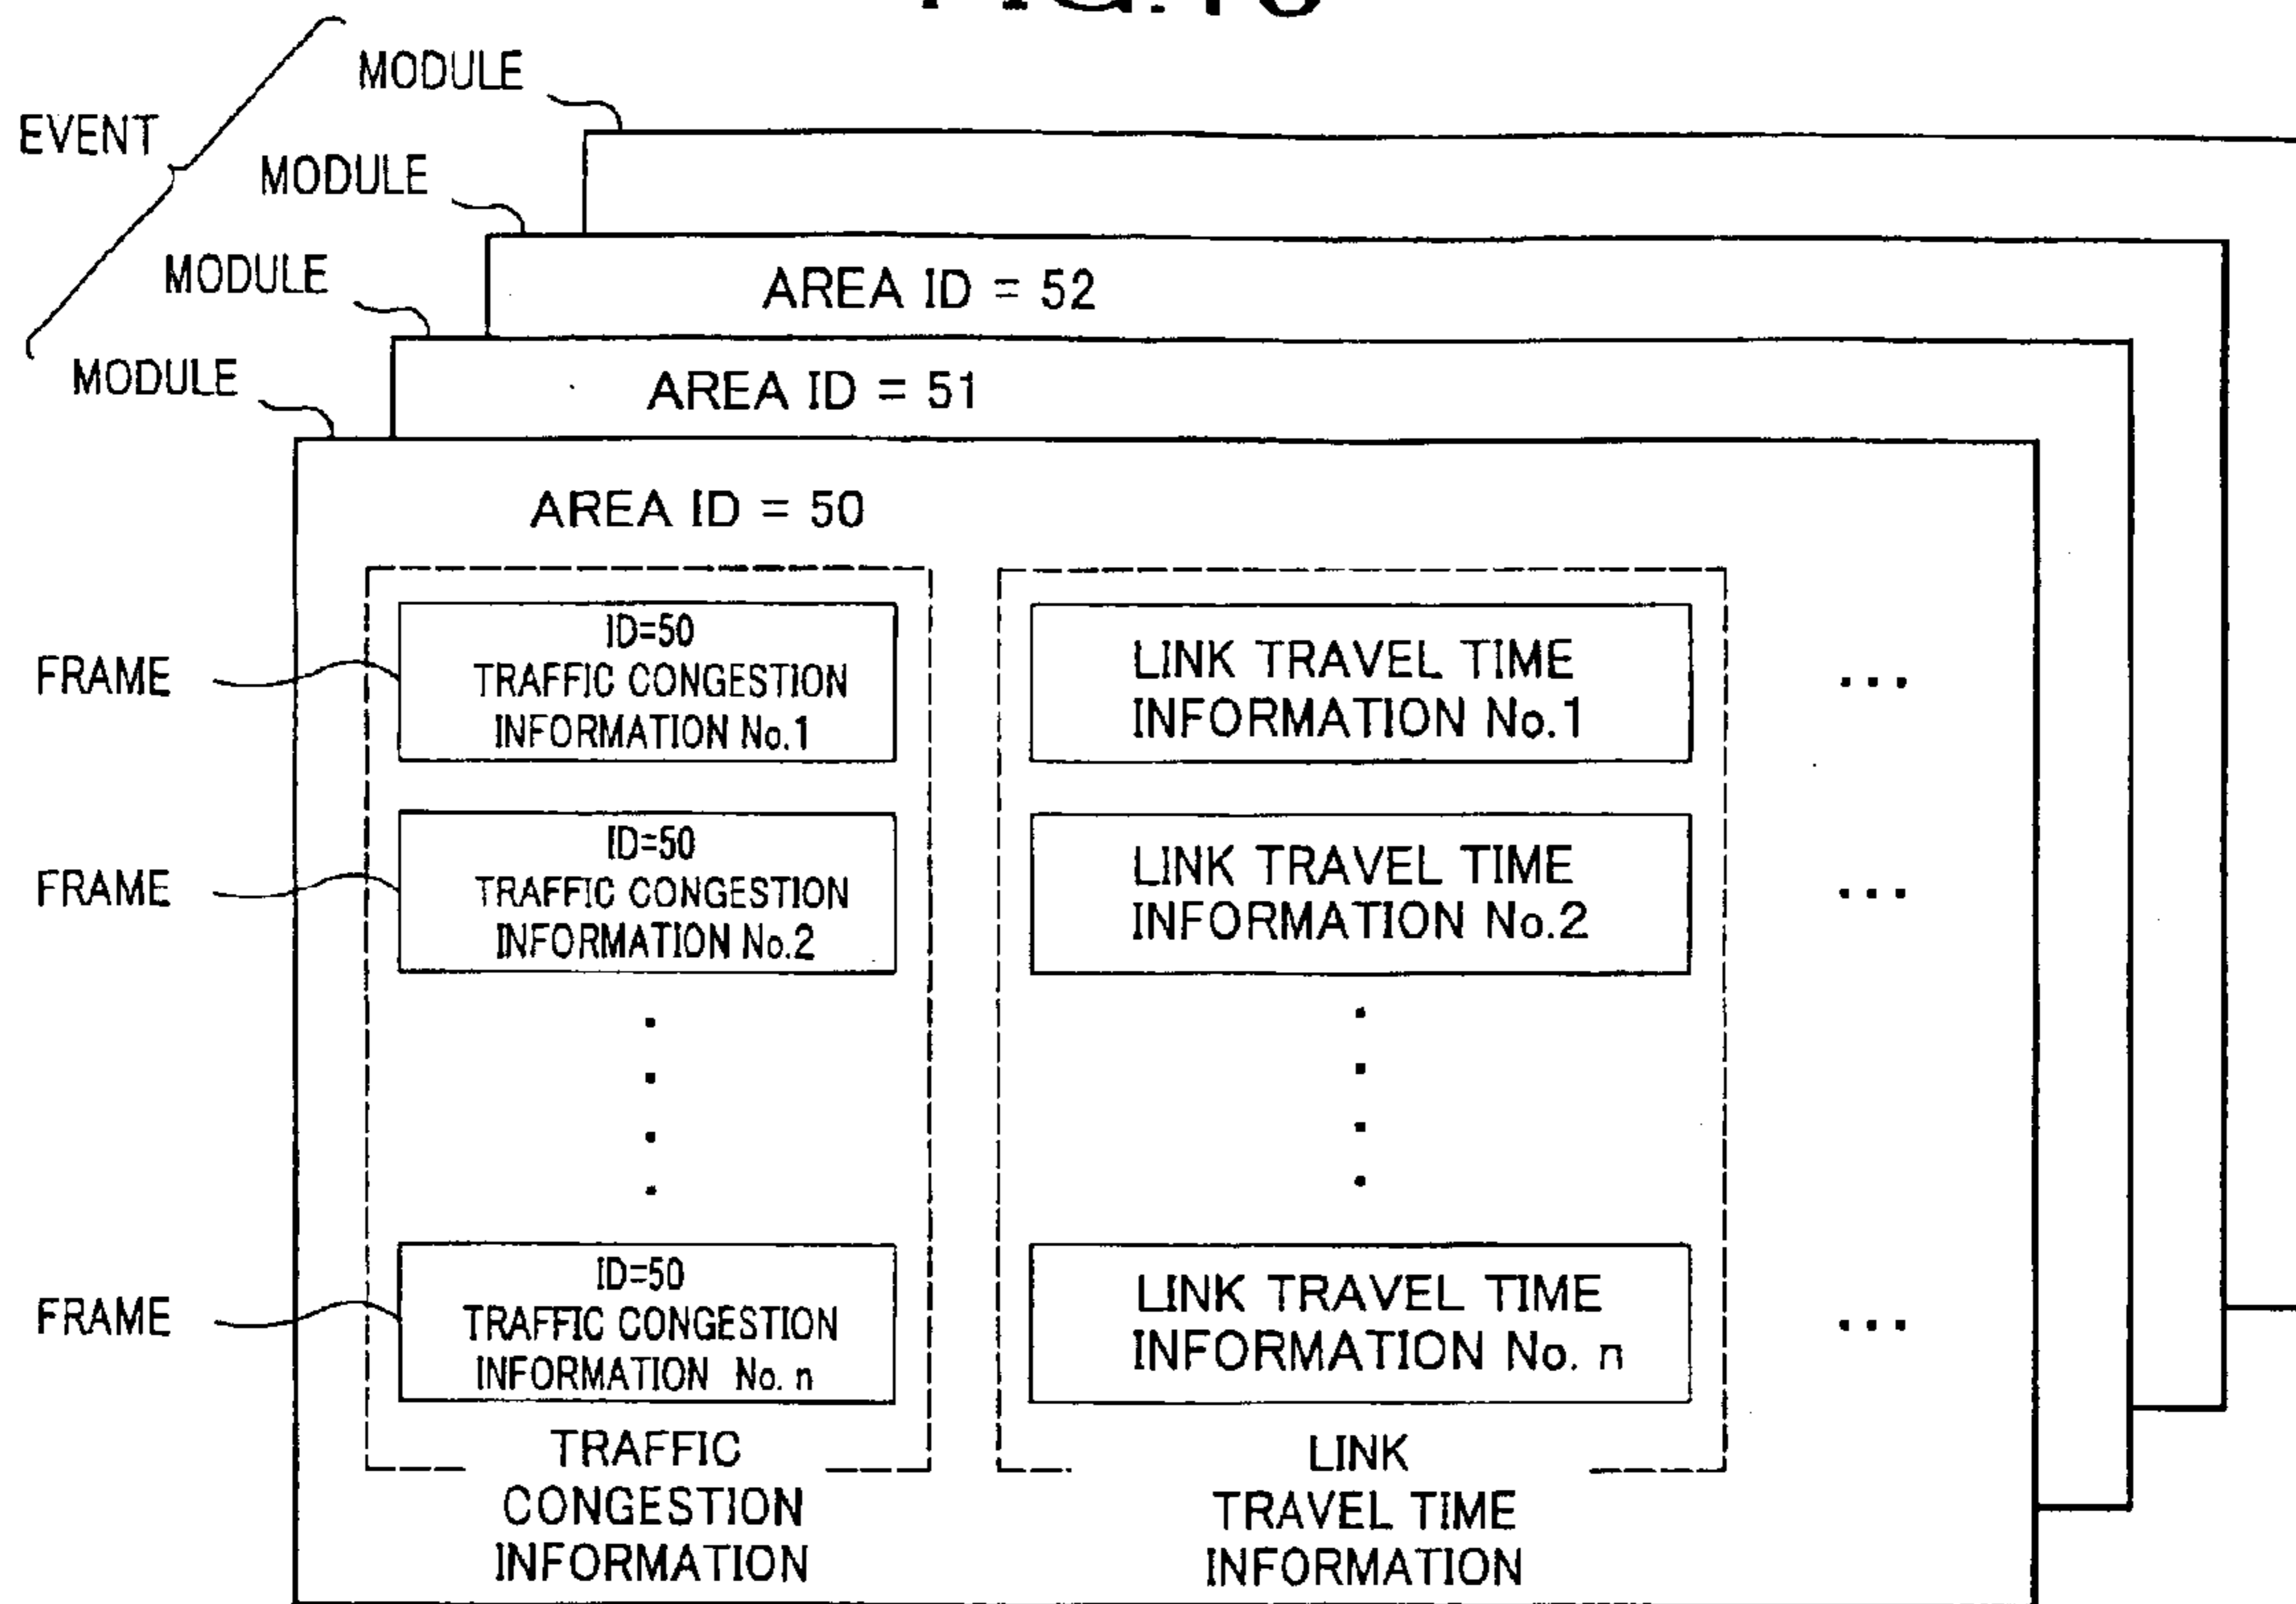 MODULE
EVENT
MODULE
MODULE
AREA ID = 52
MODULE
AREA ID = 51
AREA ID = 50
FRAME
ID=50
TRAFFIC CONGESTION
INFORMATION No.1
LINK TRAVEL TIME
INFORMATION No.1
...
FRAME
ID=50
TRAFFIC CONGESTION
INFORMATION No.2
LINK TRAVEL TIME
INFORMATION No.2
...
FRAME
ID=50
TRAFFIC CONGESTION
INFORMATION No. n
LINK TRAVEL TIME
INFORMATION No. n
...
TRAFFIC
CONGESTION
INFORMATION
LINK
TRAVEL TIME
INFORMATION